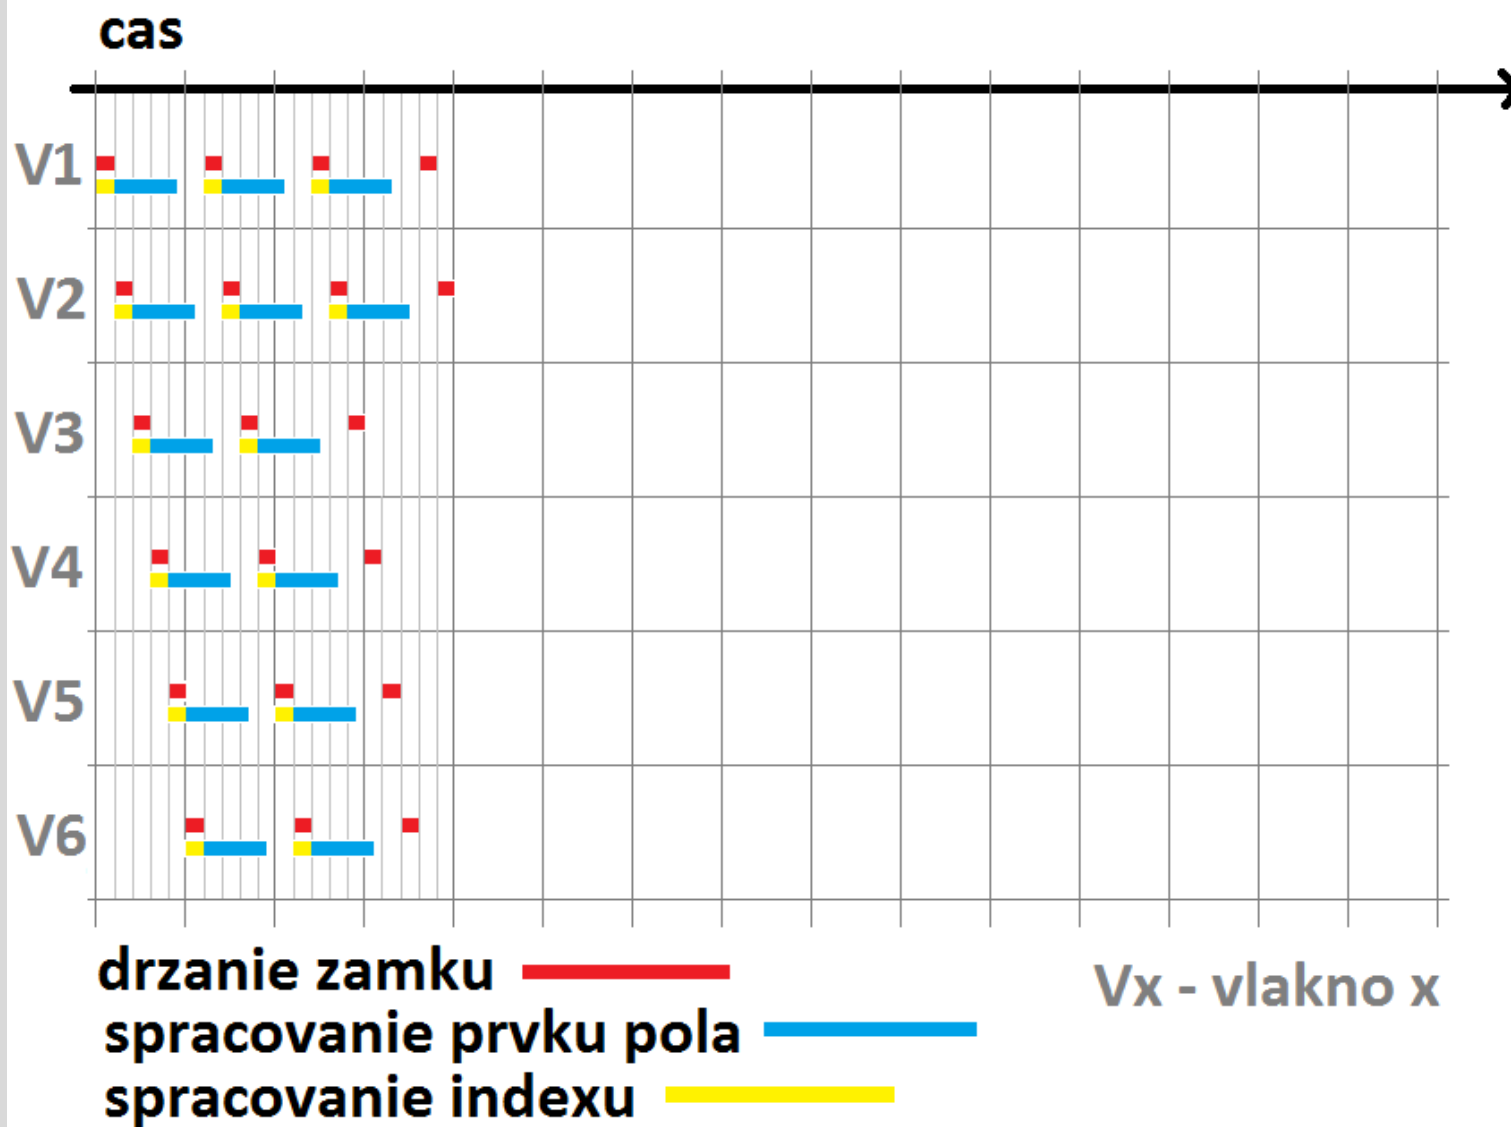 cas
V1
V2
V3
V4
V5
V6
drzanie zamku
Vx - vlakno x
spracovanie prvku pola
spracovanie indexu